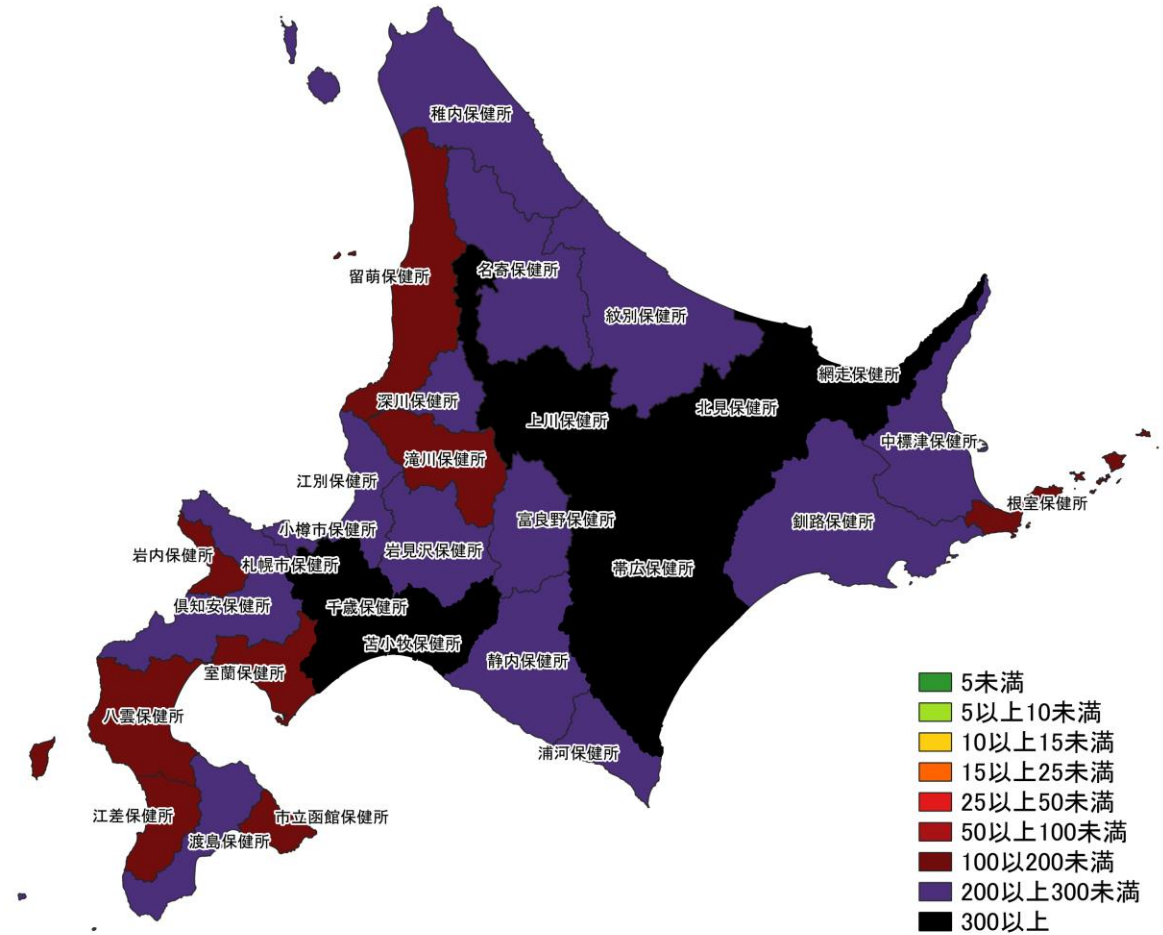 稚内保健所
名寄保健所
留萌保健所
紋別保健所
網走保健所
深川保健所
北見保健所
上川保健所
中標津保健所
滝川保健所
江別保健所
根室保健所
富良野保健所
釧路保健所
小樽市保健所
岩見沢保健所
岩内保健所
札幌市保健所
帯広保健所
倶知安保健所
千歳保健所
苫小牧保健所
静内保健所
室蘭保健所
八雲保健所
浦河保健所
江差保健所
市立函館保健所
渡島保健所
5未満
5以上10未満
10以上15未満
15以上25未満
25以上50未満
50以上100未満
100以200未満
200以上300未満
300以上